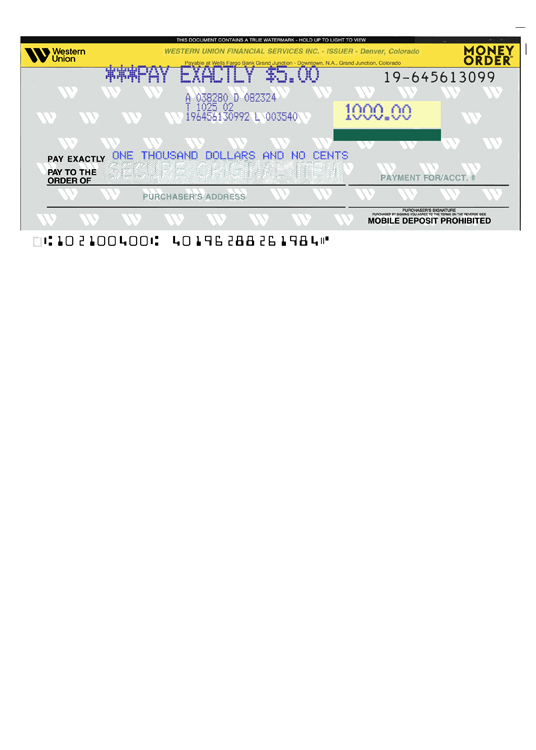 THIS DOCUMENT CONTAINS A TRUE WATERMARK - HOLD UP TO LIGHT TO VIEW
Western Union
WESTERN UNION FINANCIAL SERVICES INC. - ISSUER - Denver, Colorado
Payable at Wells Fargo Bank Grand Junction - Downtown, N.A., Grand Junction, Colorado
MONEY ORDER
***PAY EXACTLY $5.00
19-645613099
A 038280 D 082324
T 1025 02
196456130992 L 003540
1000.00
PAY EXACTLY ONE THOUSAND DOLLARS AND NO CENTS
PAY TO THE ORDER OF
SECURE ORIGINAL ITEM
PAYMENT FOR/ACCT. #
PURCHASER'S ADDRESS
PURCHASER'S SIGNATURE
PURCHASER BY SIGNING YOU AGREE TO THE TERMS ON THE REVERSE SIDE
MOBILE DEPOSIT PROHIBITED
⑆102100400⑆ 40196288261984⑈